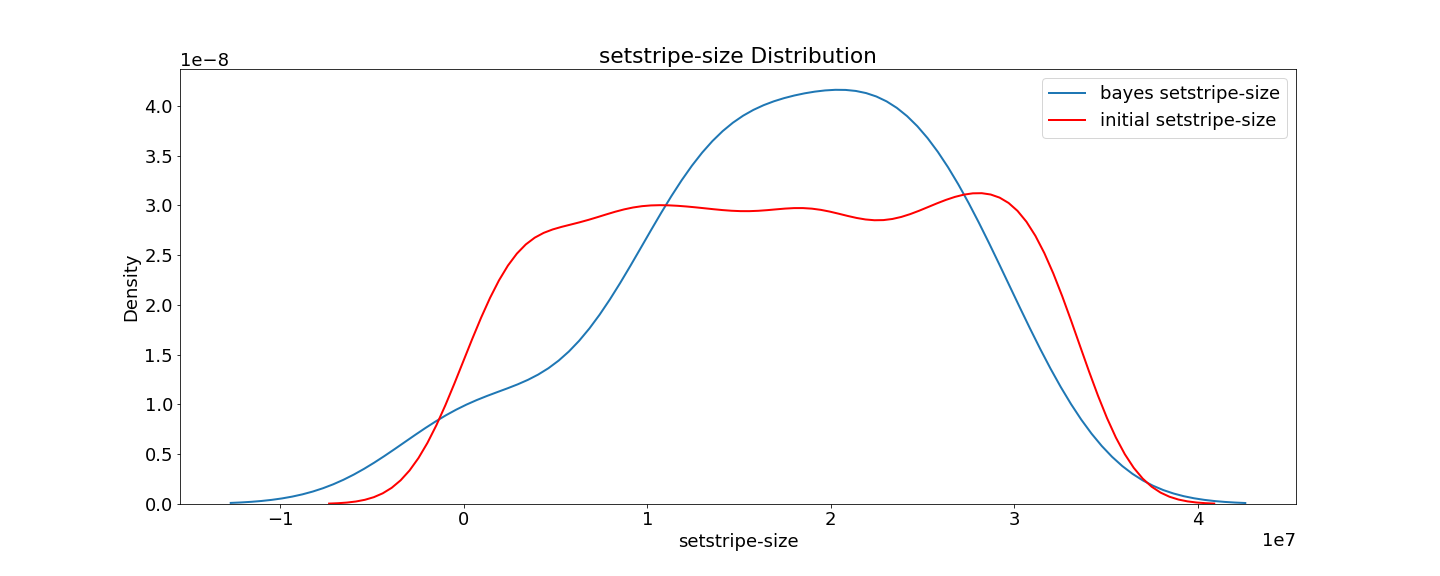 setstripe-size Distribution
1e−8
bayes setstripe-size
initial setstripe-size
4.0
3.5
3.0
2.5
2.0
1.5
1.0
0.5
0.0
Density
−1
0
1
2
3
4
setstripe-size
1e7